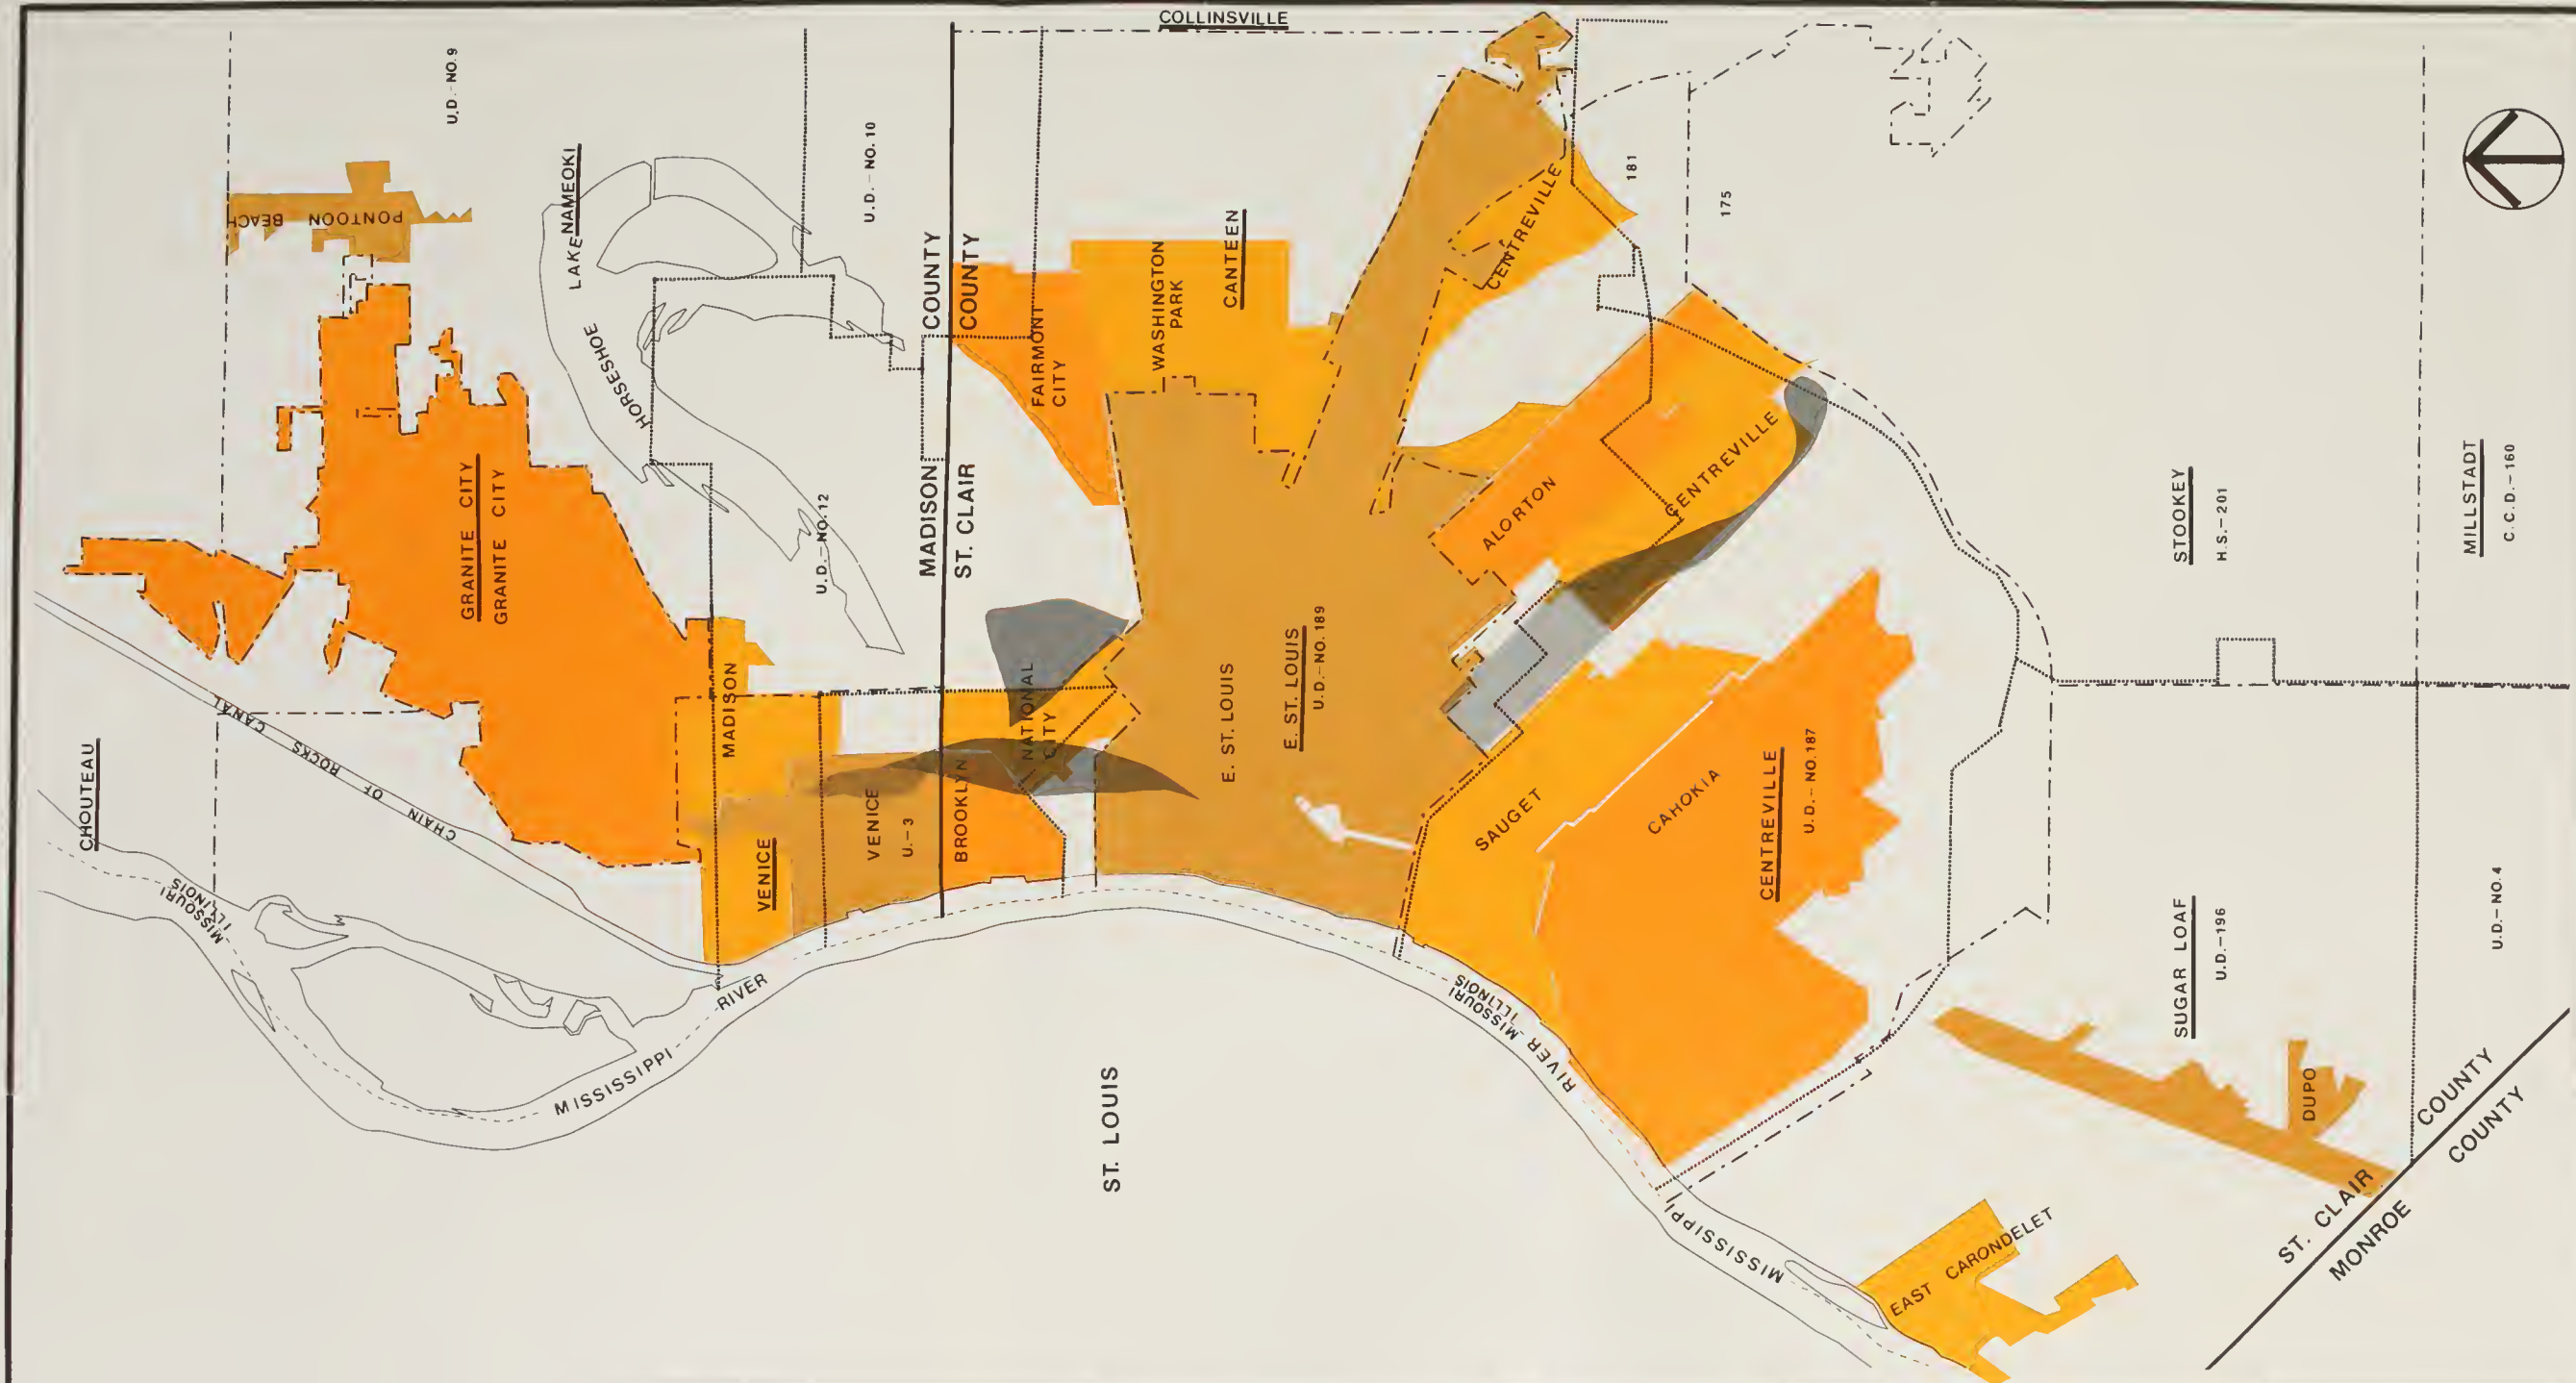 COLLINSVILLE
U.D.-NO.9
PONTOON BEACH
LAKE
NAMEOKI
HORSESHOE
U.D.-NO.10
MADISON COUNTY
ST. CLAIR COUNTY
FAIRMONT
CITY
WASHINGTON
PARK
CANTEEN
CENTREVILLE
181
175
GRANITE CITY
GRANITE CITY
U.D.-NO.12
ALORTON
CENTREVILLE
STOOKEY
H.S.-201
MILLSTADT
C.C.D.-160
CHOUTEAU
CHAIN OF ROCKS CANAL
MADISON
NATIONAL
CITY
E. ST. LOUIS
E. ST. LOUIS
U.D.-NO.189
VENICE
VENICE
U.-3
BROOKLYN
SAUGET
CAHOKIA
CENTREVILLE
U.D.-NO.187
MISSOURI
ILLINOIS
MISSISSIPPI RIVER
MISSOURI
ILLINOIS
MISSISSIPPI RIVER
SUGAR LOAF
U.D.-196
U.D.-NO.4
ST. LOUIS
DUPO
EAST CARONDELET
ST. CLAIR COUNTY
MONROE COUNTY